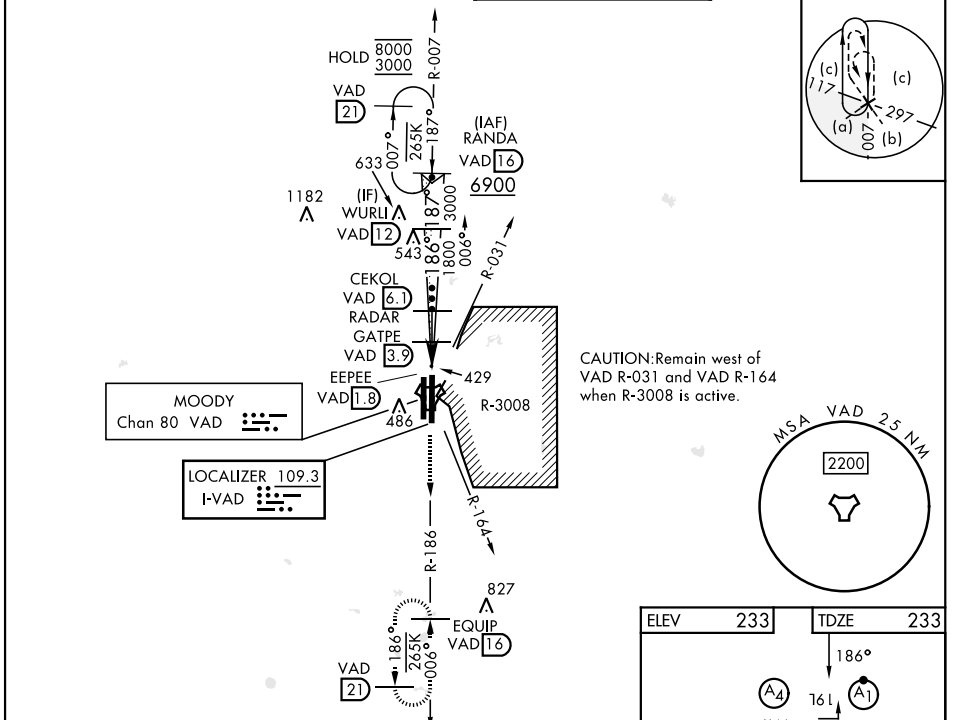 HOLD 8000
3000
R-007
VAD
21
007°
265K
187°
(IAF)
RANDA
VAD 16
6900
633
1182
(IF)
WURLI
VAD 12
543
187°
3000
186°
1800
006°
R-031
CEKOL
VAD 6.1
RADAR
GATPE
VAD 3.9
EEPEE
VAD 1.8
429
486
R-3008
CAUTION:Remain west of
VAD R-031 and VAD R-164
when R-3008 is active.
MOODY
Chan 80 VAD
LOCALIZER 109.3
I-VAD
R-164
R-186
827
EQUIP
VAD 16
186°
265K
006°
VAD
21
(c)
(c)
117
297
(a)
(b)
007
MSA VAD 25 NM
2200
ELEV 233
TDZE 233
186°
A4
A1
19L